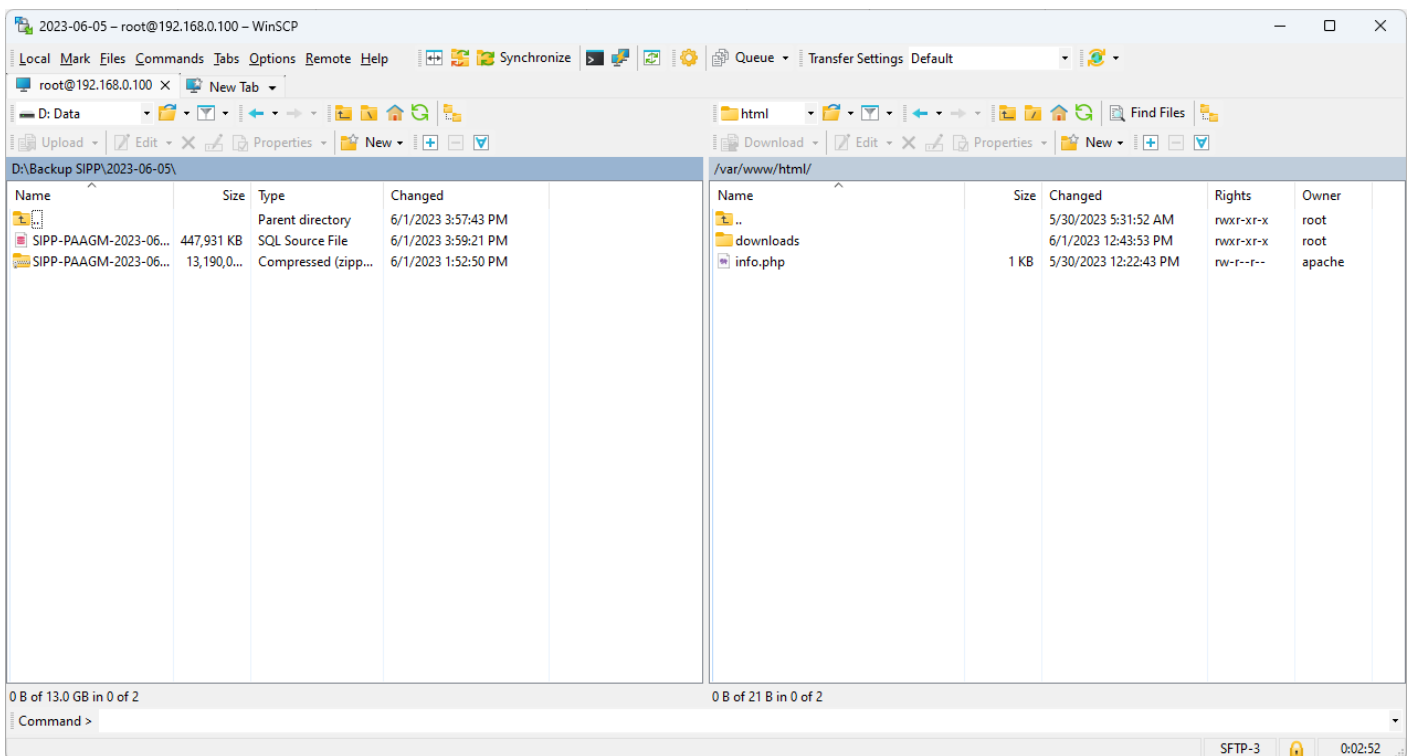 2023-06-05 – root@192.168.0.100 – WinSCP
Local Mark Files Commands Tabs Options Remote Help Synchronize Queue Transfer Settings Default
root@192.168.0.100 New Tab
D: Data
Upload Edit Properties New
D:\Backup SIPP\2023-06-05\
Name Size Type Changed
.. Parent directory 6/1/2023 3:57:43 PM
SIPP-PAAGM-2023-06... 447,931 KB SQL Source File 6/1/2023 3:59:21 PM
SIPP-PAAGM-2023-06... 13,190,0... Compressed (zipp... 6/1/2023 1:52:50 PM
0 B of 13.0 GB in 0 of 2
html Find Files
Download Edit Properties New
/var/www/html/
Name Size Changed Rights Owner
.. 5/30/2023 5:31:52 AM rwxr-xr-x root
downloads 6/1/2023 12:43:53 PM rwxr-xr-x root
info.php 1 KB 5/30/2023 12:22:43 PM rw-r--r-- apache
0 B of 21 B in 0 of 2
Command >
SFTP-3 0:02:52